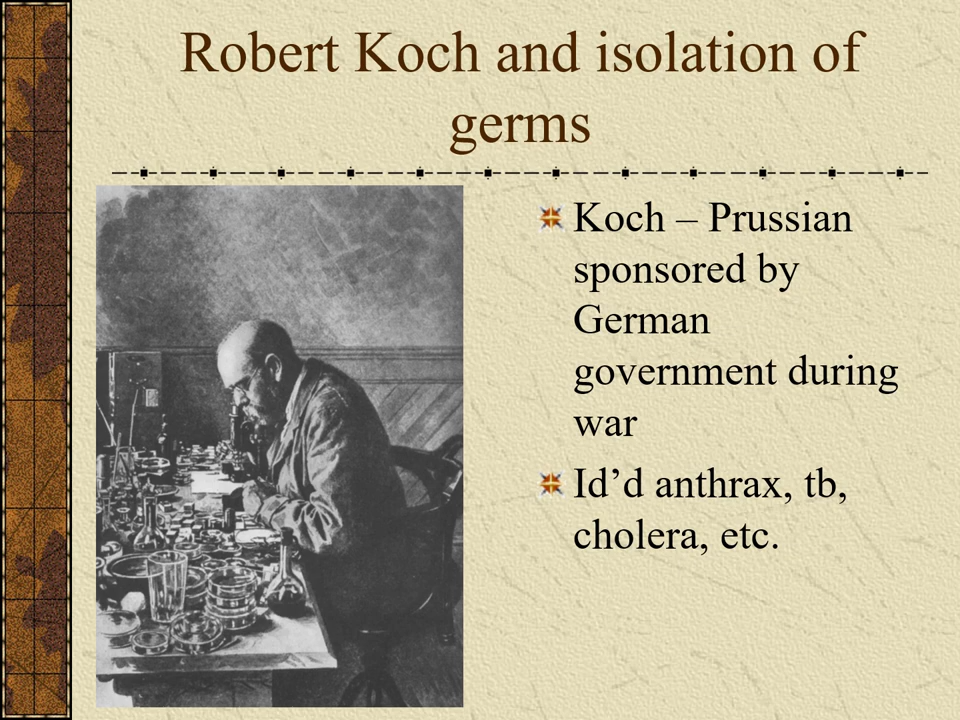 Robert Koch and isolation of
germs
Koch – Prussian
sponsored by
German
government during
war
Id’d anthrax, tb,
cholera, etc.